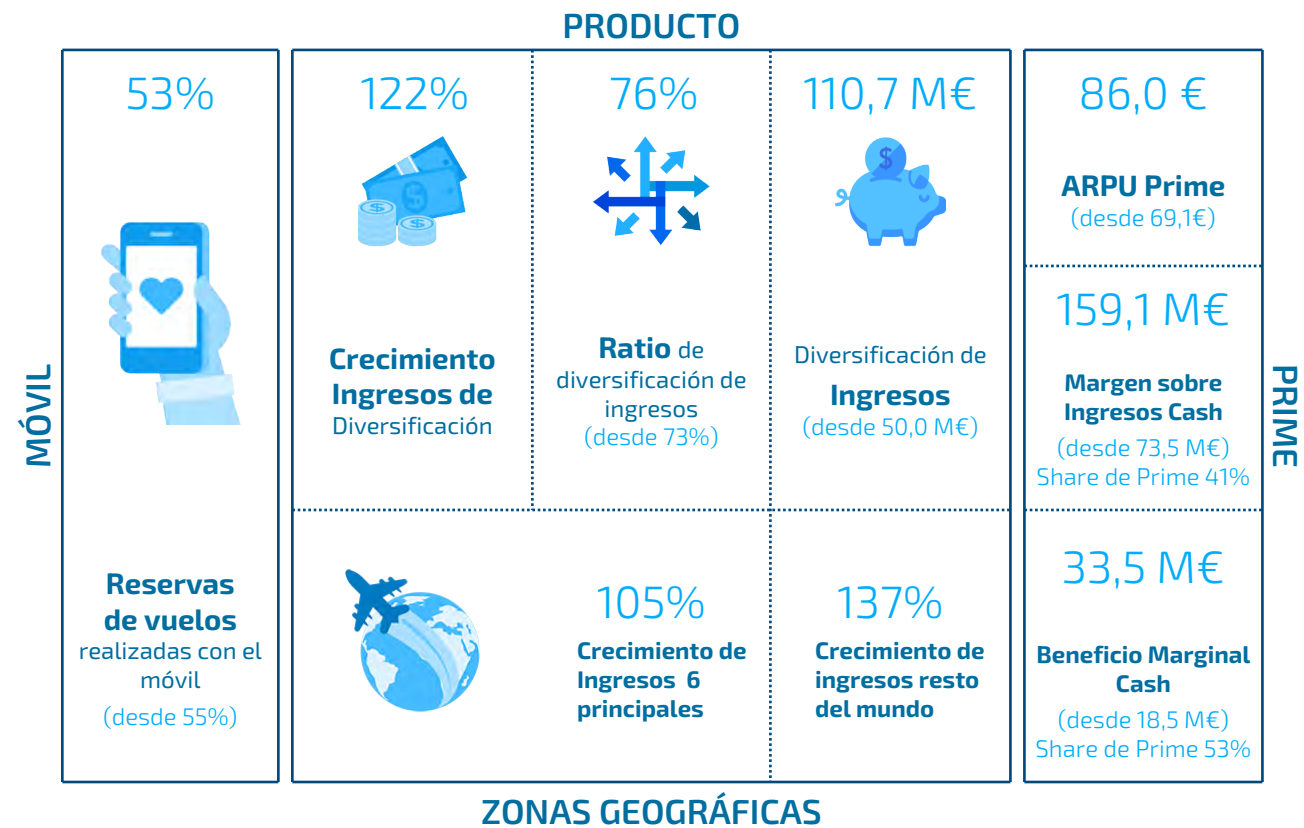 PRODUCTO
MÓVIL
53%
Reservas
de vuelos
realizadas con el
móvil
(desde 55%)
122%
Crecimiento
Ingresos de
Diversificación
76%
Ratio de
diversificación de
ingresos
(desde 73%)
110,7 M€
Diversificación de
Ingresos
(desde 50,0 M€)
105%
Crecimiento de
Ingresos 6
principales
137%
Crecimiento de
ingresos resto
del mundo
86,0 €
ARPU Prime
(desde 69,1€)
159,1 M€
Margen sobre
Ingresos Cash
(desde 73,5 M€)
Share de Prime 41%
33,5 M€
Beneficio Marginal
Cash
(desde 18,5 M€)
Share de Prime 53%
PRIME
ZONAS GEOGRÁFICAS